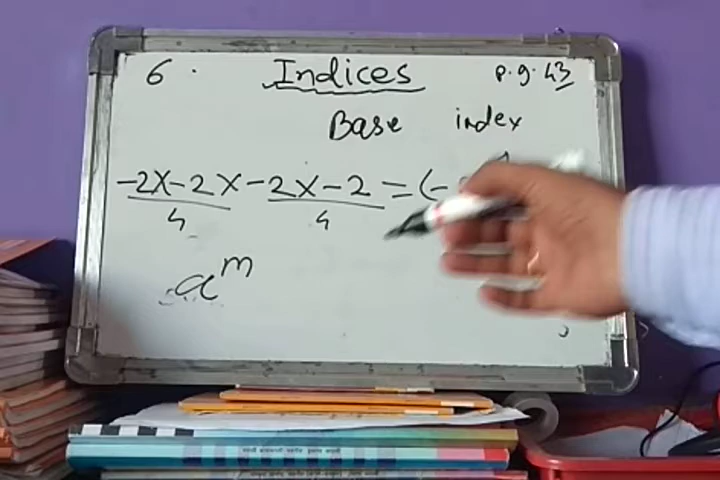 6. Indices p.g. 43
Base index
-2x-2x-2x-2=(-
4 4
a^m